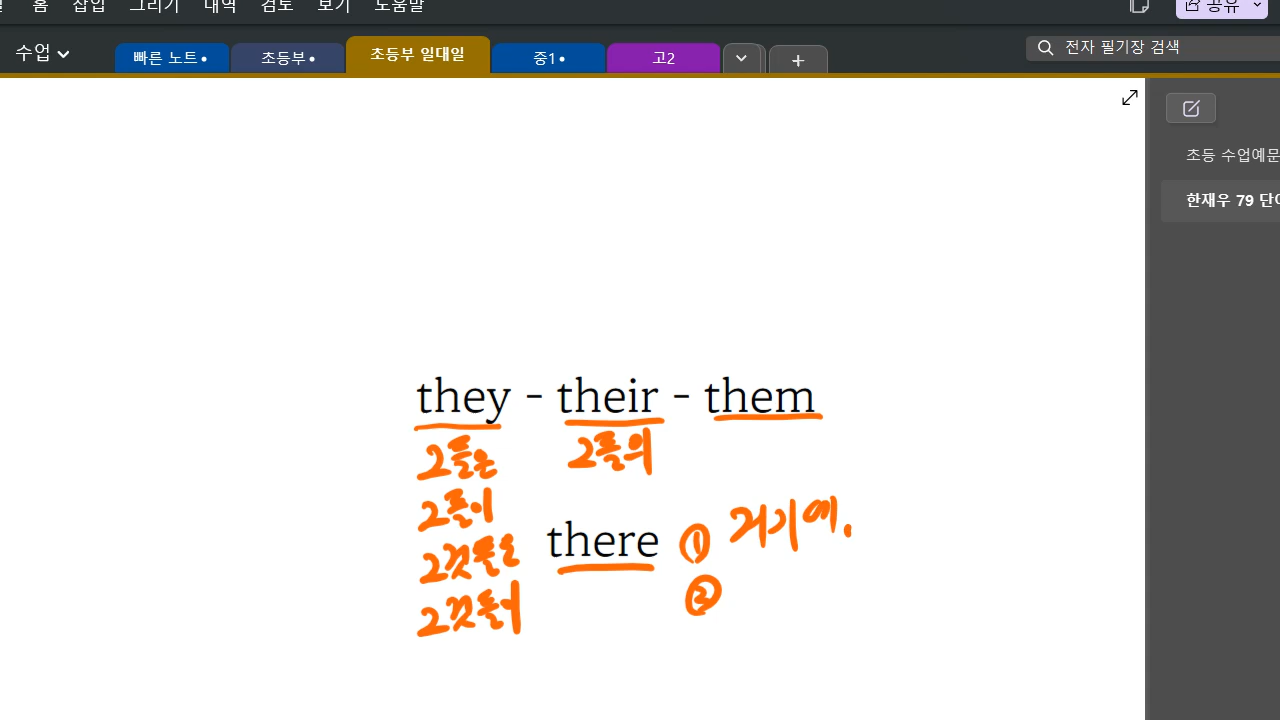 홈 삽입 그리기 내역 검토 보기 도움말 공유
수업 빠른 노트 초등부 초등부 일대일 중1 고2 + 전자 필기장 검색
초등 수업예문
한재우 79
they - their - them
그들은 그들의
그들이
그것들은
그것들이
there ① 거기에.
②